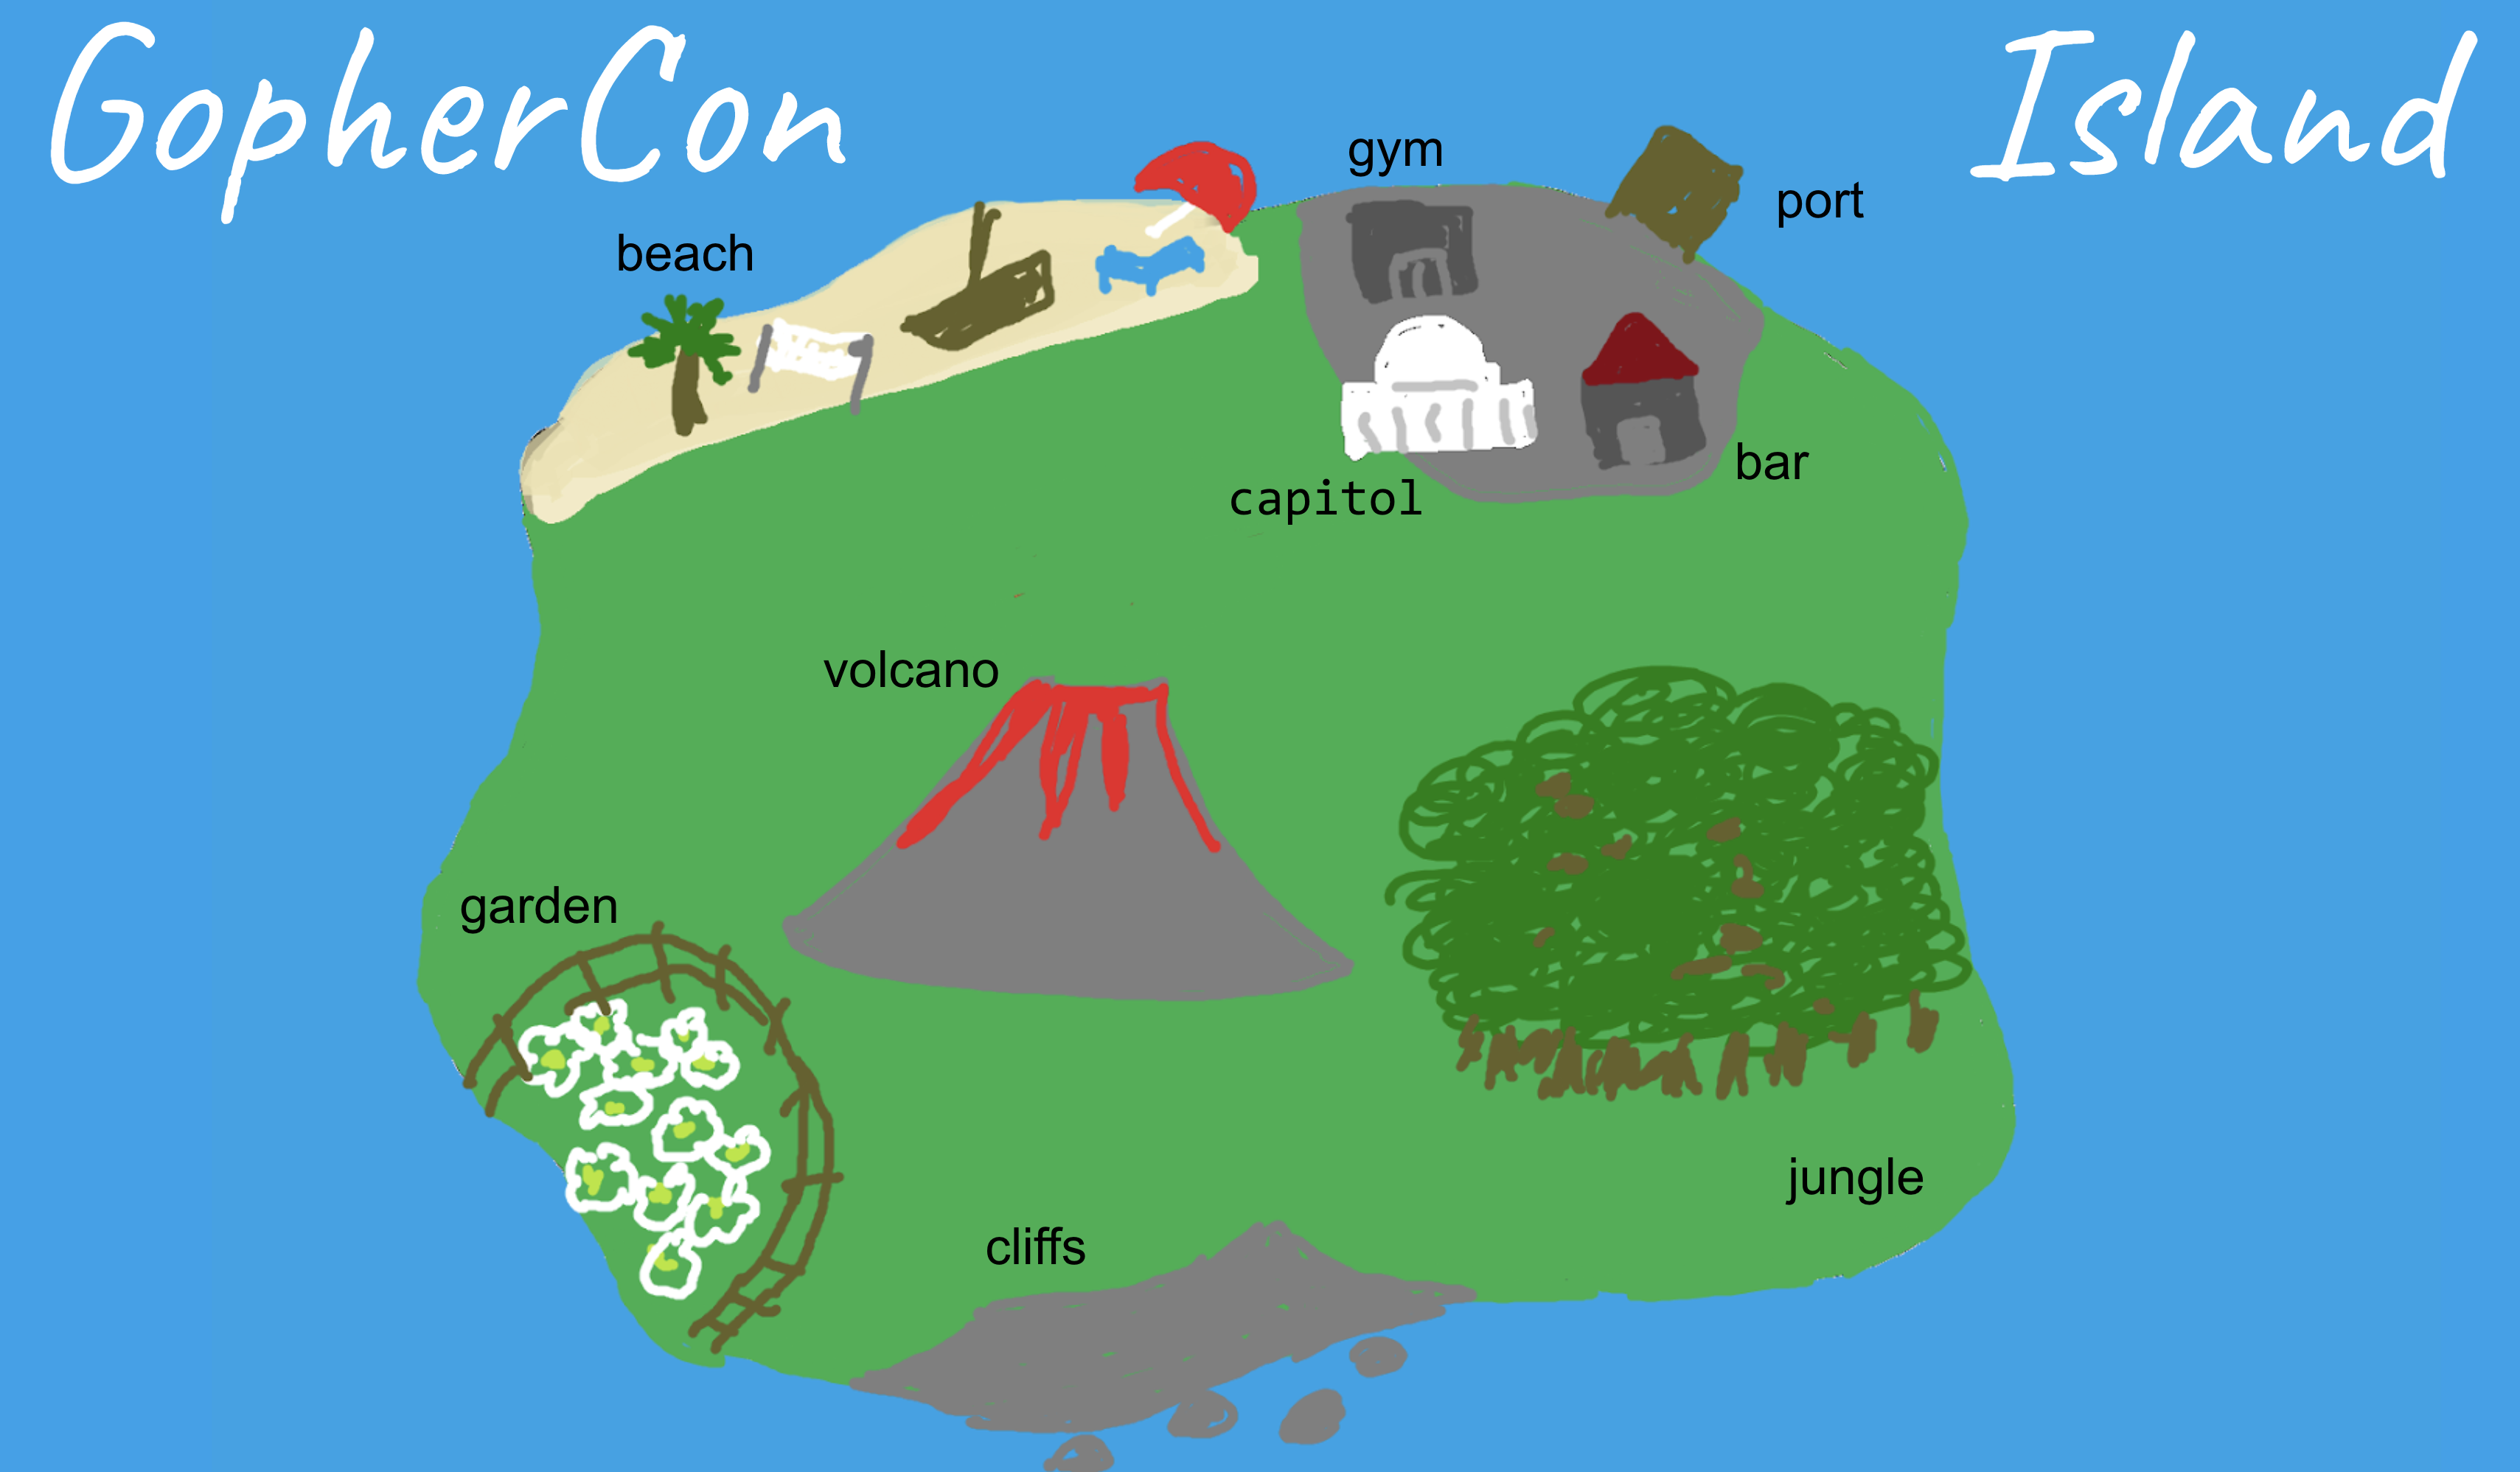 GopherCon Island
gym
port
beach
bar
capitol
volcano
garden
jungle
cliffs